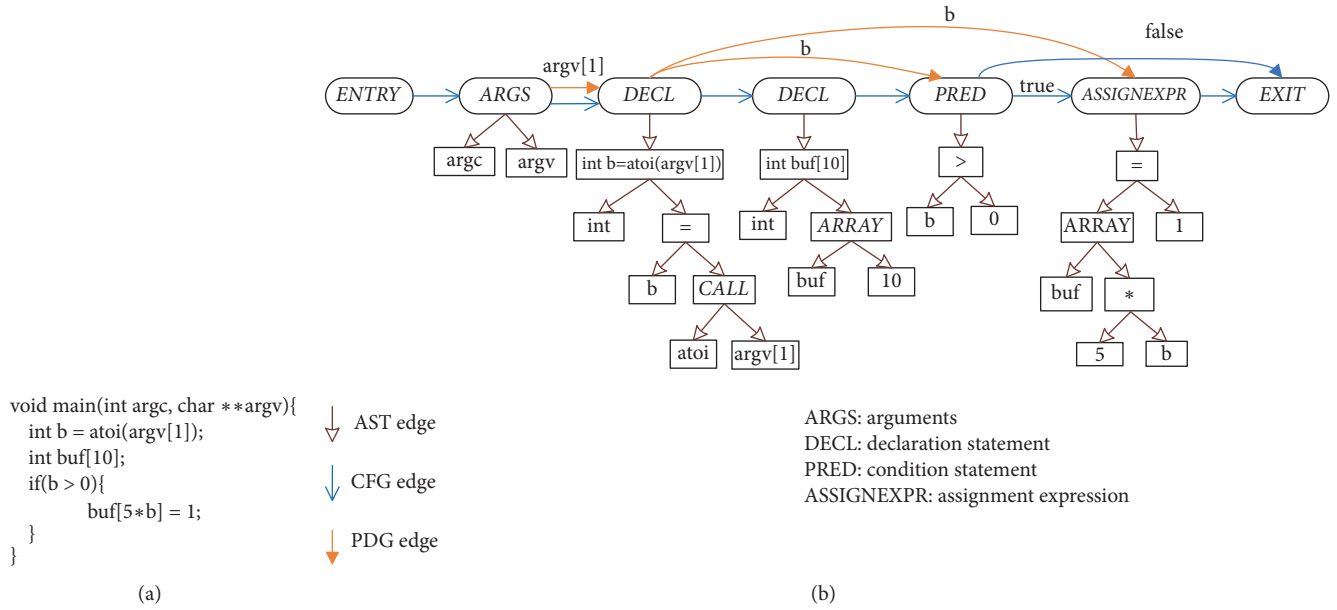 b
b
false
argv[1]
true
ENTRY
ARGS
DECL
DECL
PRED
ASSIGNEXPR
EXIT
argc
argv
int b=atoi(argv[1])
int buf[10]
>
=
int
=
int
ARRAY
b
0
ARRAY
1
b
CALL
buf
10
buf
*
atoi
argv[1]
5
b
void main(int argc, char **argv){
int b = atoi(argv[1]);
int buf[10];
if(b > 0){
buf[5*b] = 1;
}
}
AST edge
CFG edge
PDG edge
ARGS: arguments
DECL: declaration statement
PRED: condition statement
ASSIGNEXPR: assignment expression
(a)
(b)